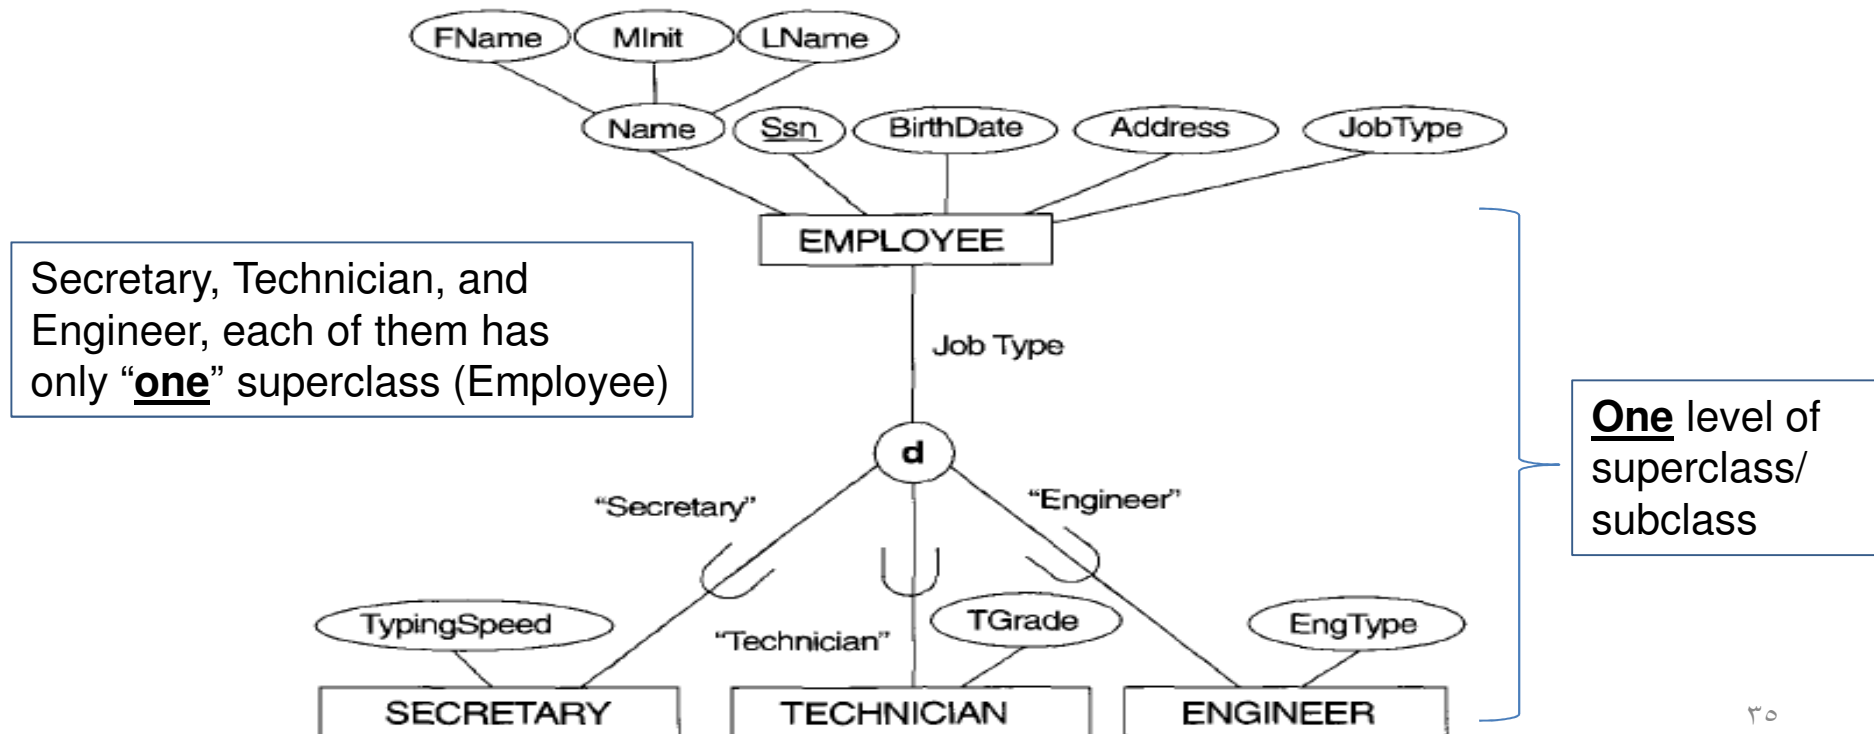 FName MInit LName
Name Ssn BirthDate Address JobType
EMPLOYEE
Secretary, Technician, and
Engineer, each of them has
only “one” superclass (Employee)
Job Type
One level of
superclass/
subclass
d
“Secretary” “Engineer”
TypingSpeed “Technician” TGrade EngType
SECRETARY TECHNICIAN ENGINEER
٣٥